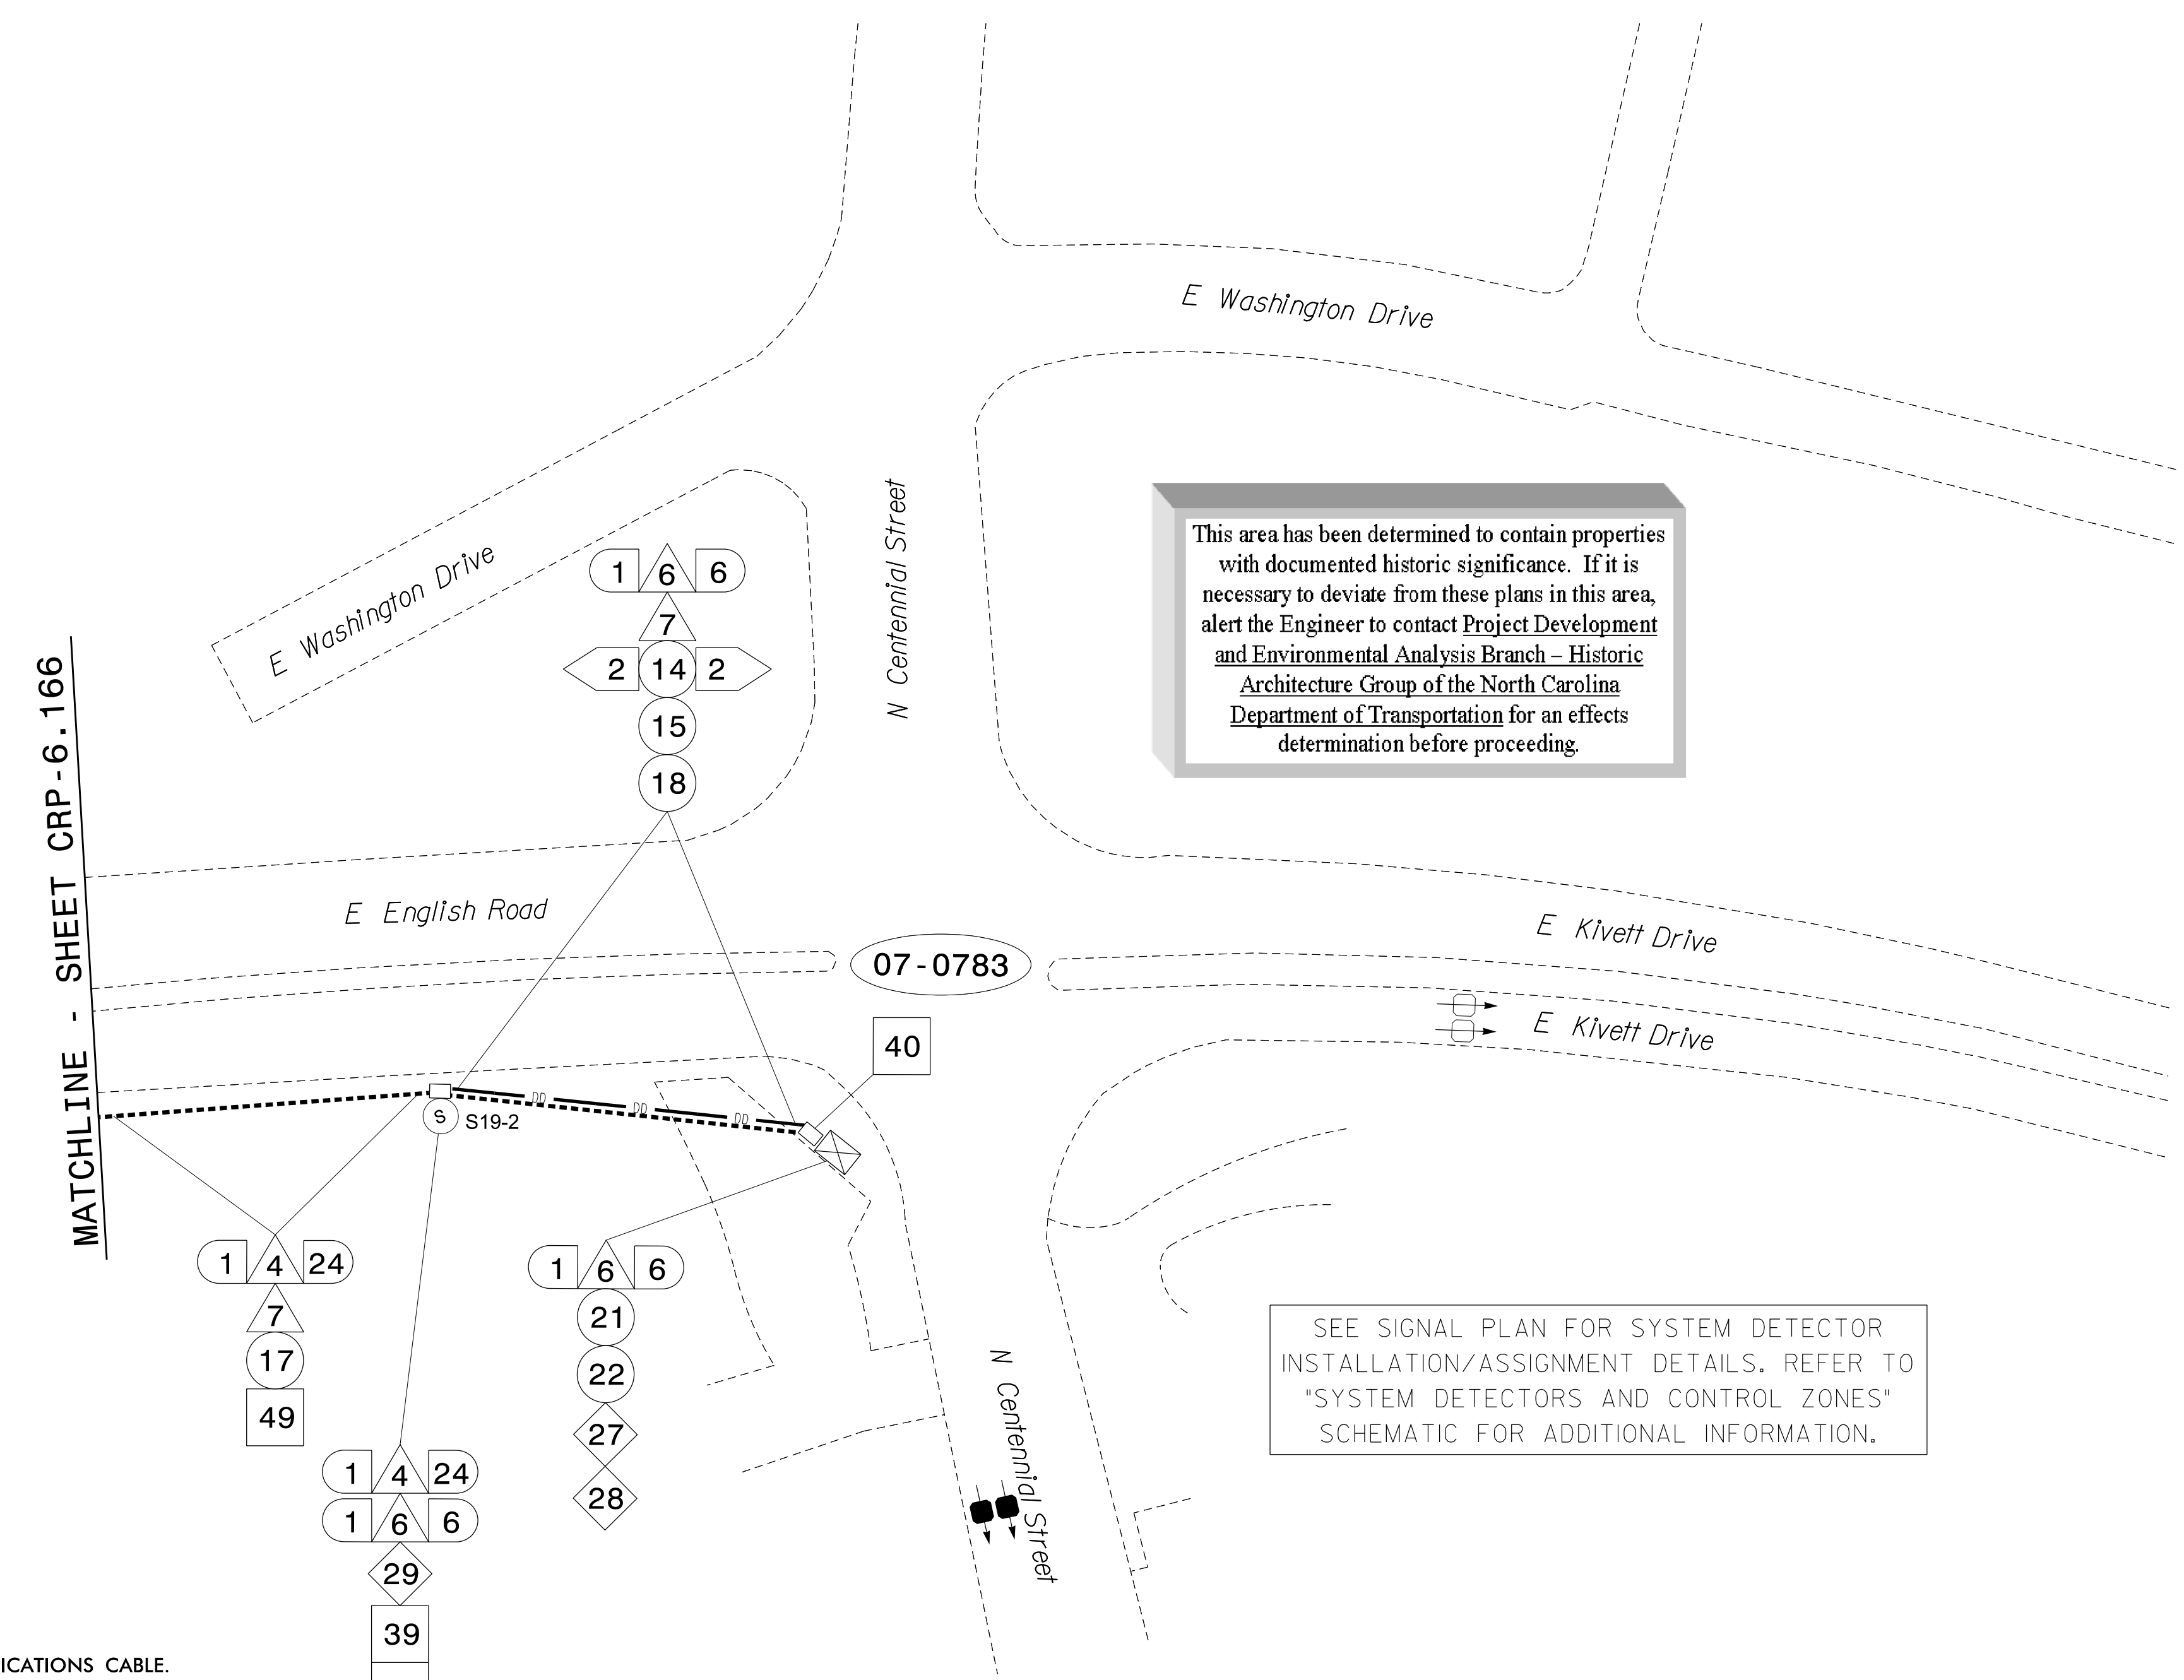 E Washington Drive
E Washington Drive
N Centennial Street
1 6 6
7
2 14 2
15
18
This area has been determined to contain properties
with documented historic significance. If it is
necessary to deviate from these plans in this area,
alert the Engineer to contact Project Development
and Environmental Analysis Branch – Historic
Architecture Group of the North Carolina
Department of Transportation for an effects
determination before proceeding.
MATCHLINE - SHEET CRP-6.166
E English Road
07-0783
E Kivett Drive
E Kivett Drive
40
S S19-2
DD DD DD
1 4 24
7
17
49
1 6 6
21
22
27
28
1 4 24
1 6 6
29
39
N Centennial Street
SEE SIGNAL PLAN FOR SYSTEM DETECTOR
INSTALLATION/ASSIGNMENT DETAILS. REFER TO
"SYSTEM DETECTORS AND CONTROL ZONES"
SCHEMATIC FOR ADDITIONAL INFORMATION.
ICATIONS CABLE.